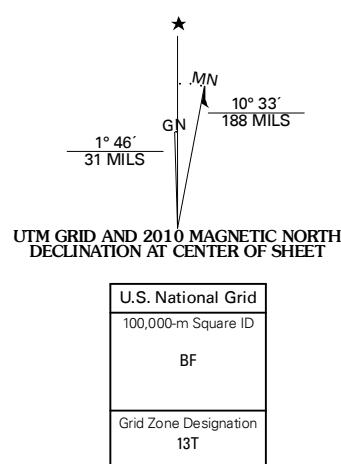 ★
MN
GN
10° 33´
188 MILS
1° 46´
31 MILS
UTM GRID AND 2010 MAGNETIC NORTH
DECLINATION AT CENTER OF SHEET
U.S. National Grid
100,000-m Square ID
BF
Grid Zone Designation
13T